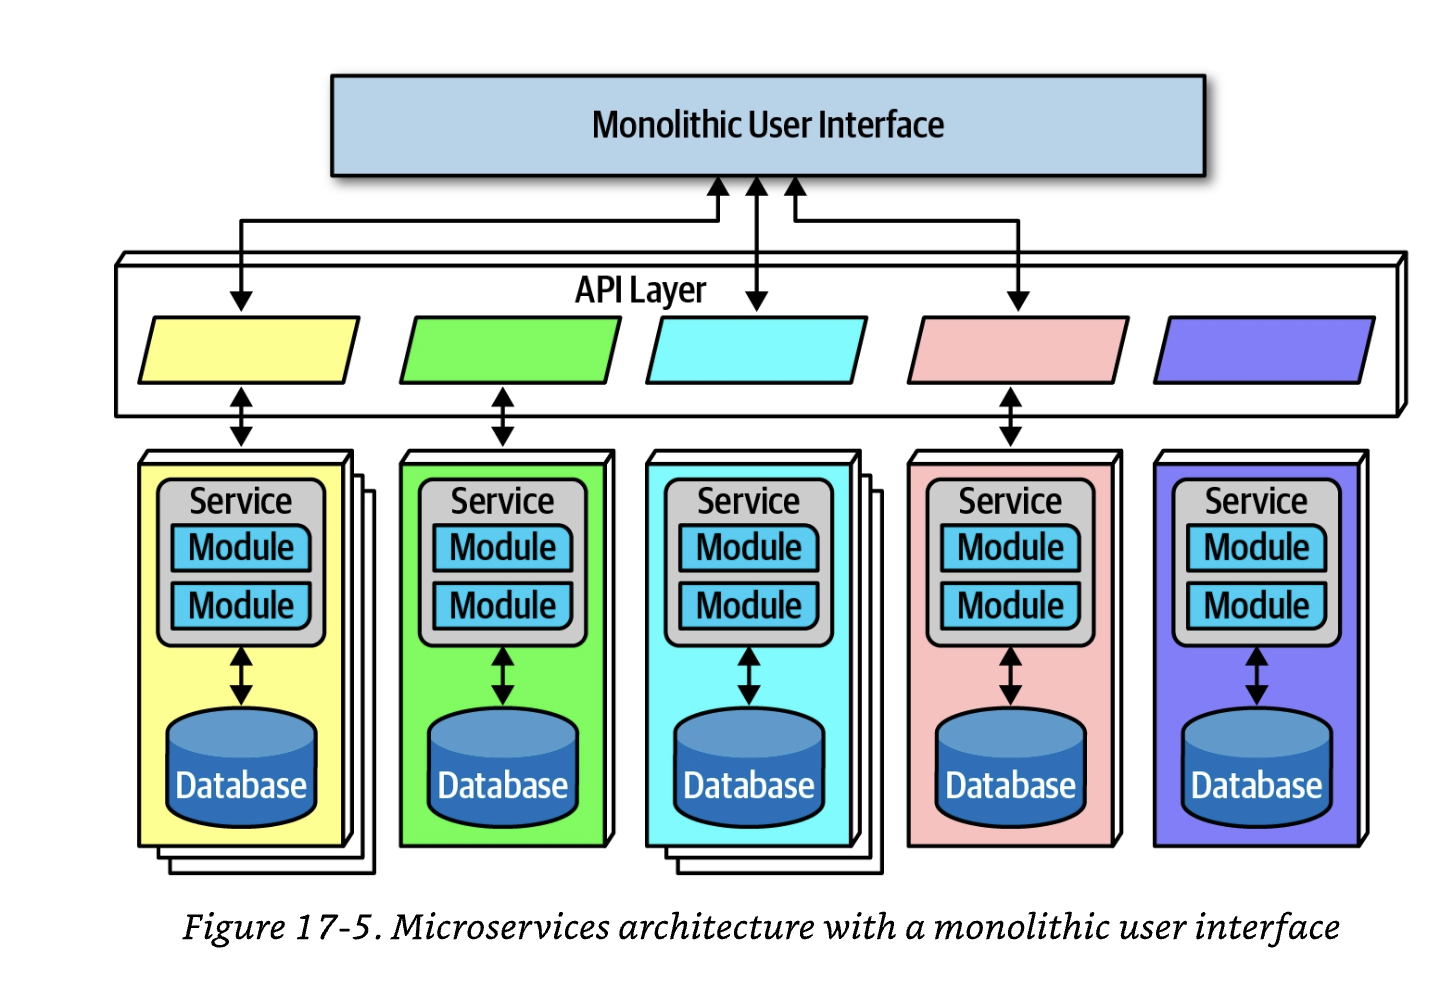 Monolithic User Interface
API Layer
Service
Module
Module
Database
Service
Module
Module
Database
Service
Module
Module
Database
Service
Module
Module
Database
Service
Module
Module
Database
Figure 17-5. Microservices architecture with a monolithic user interface